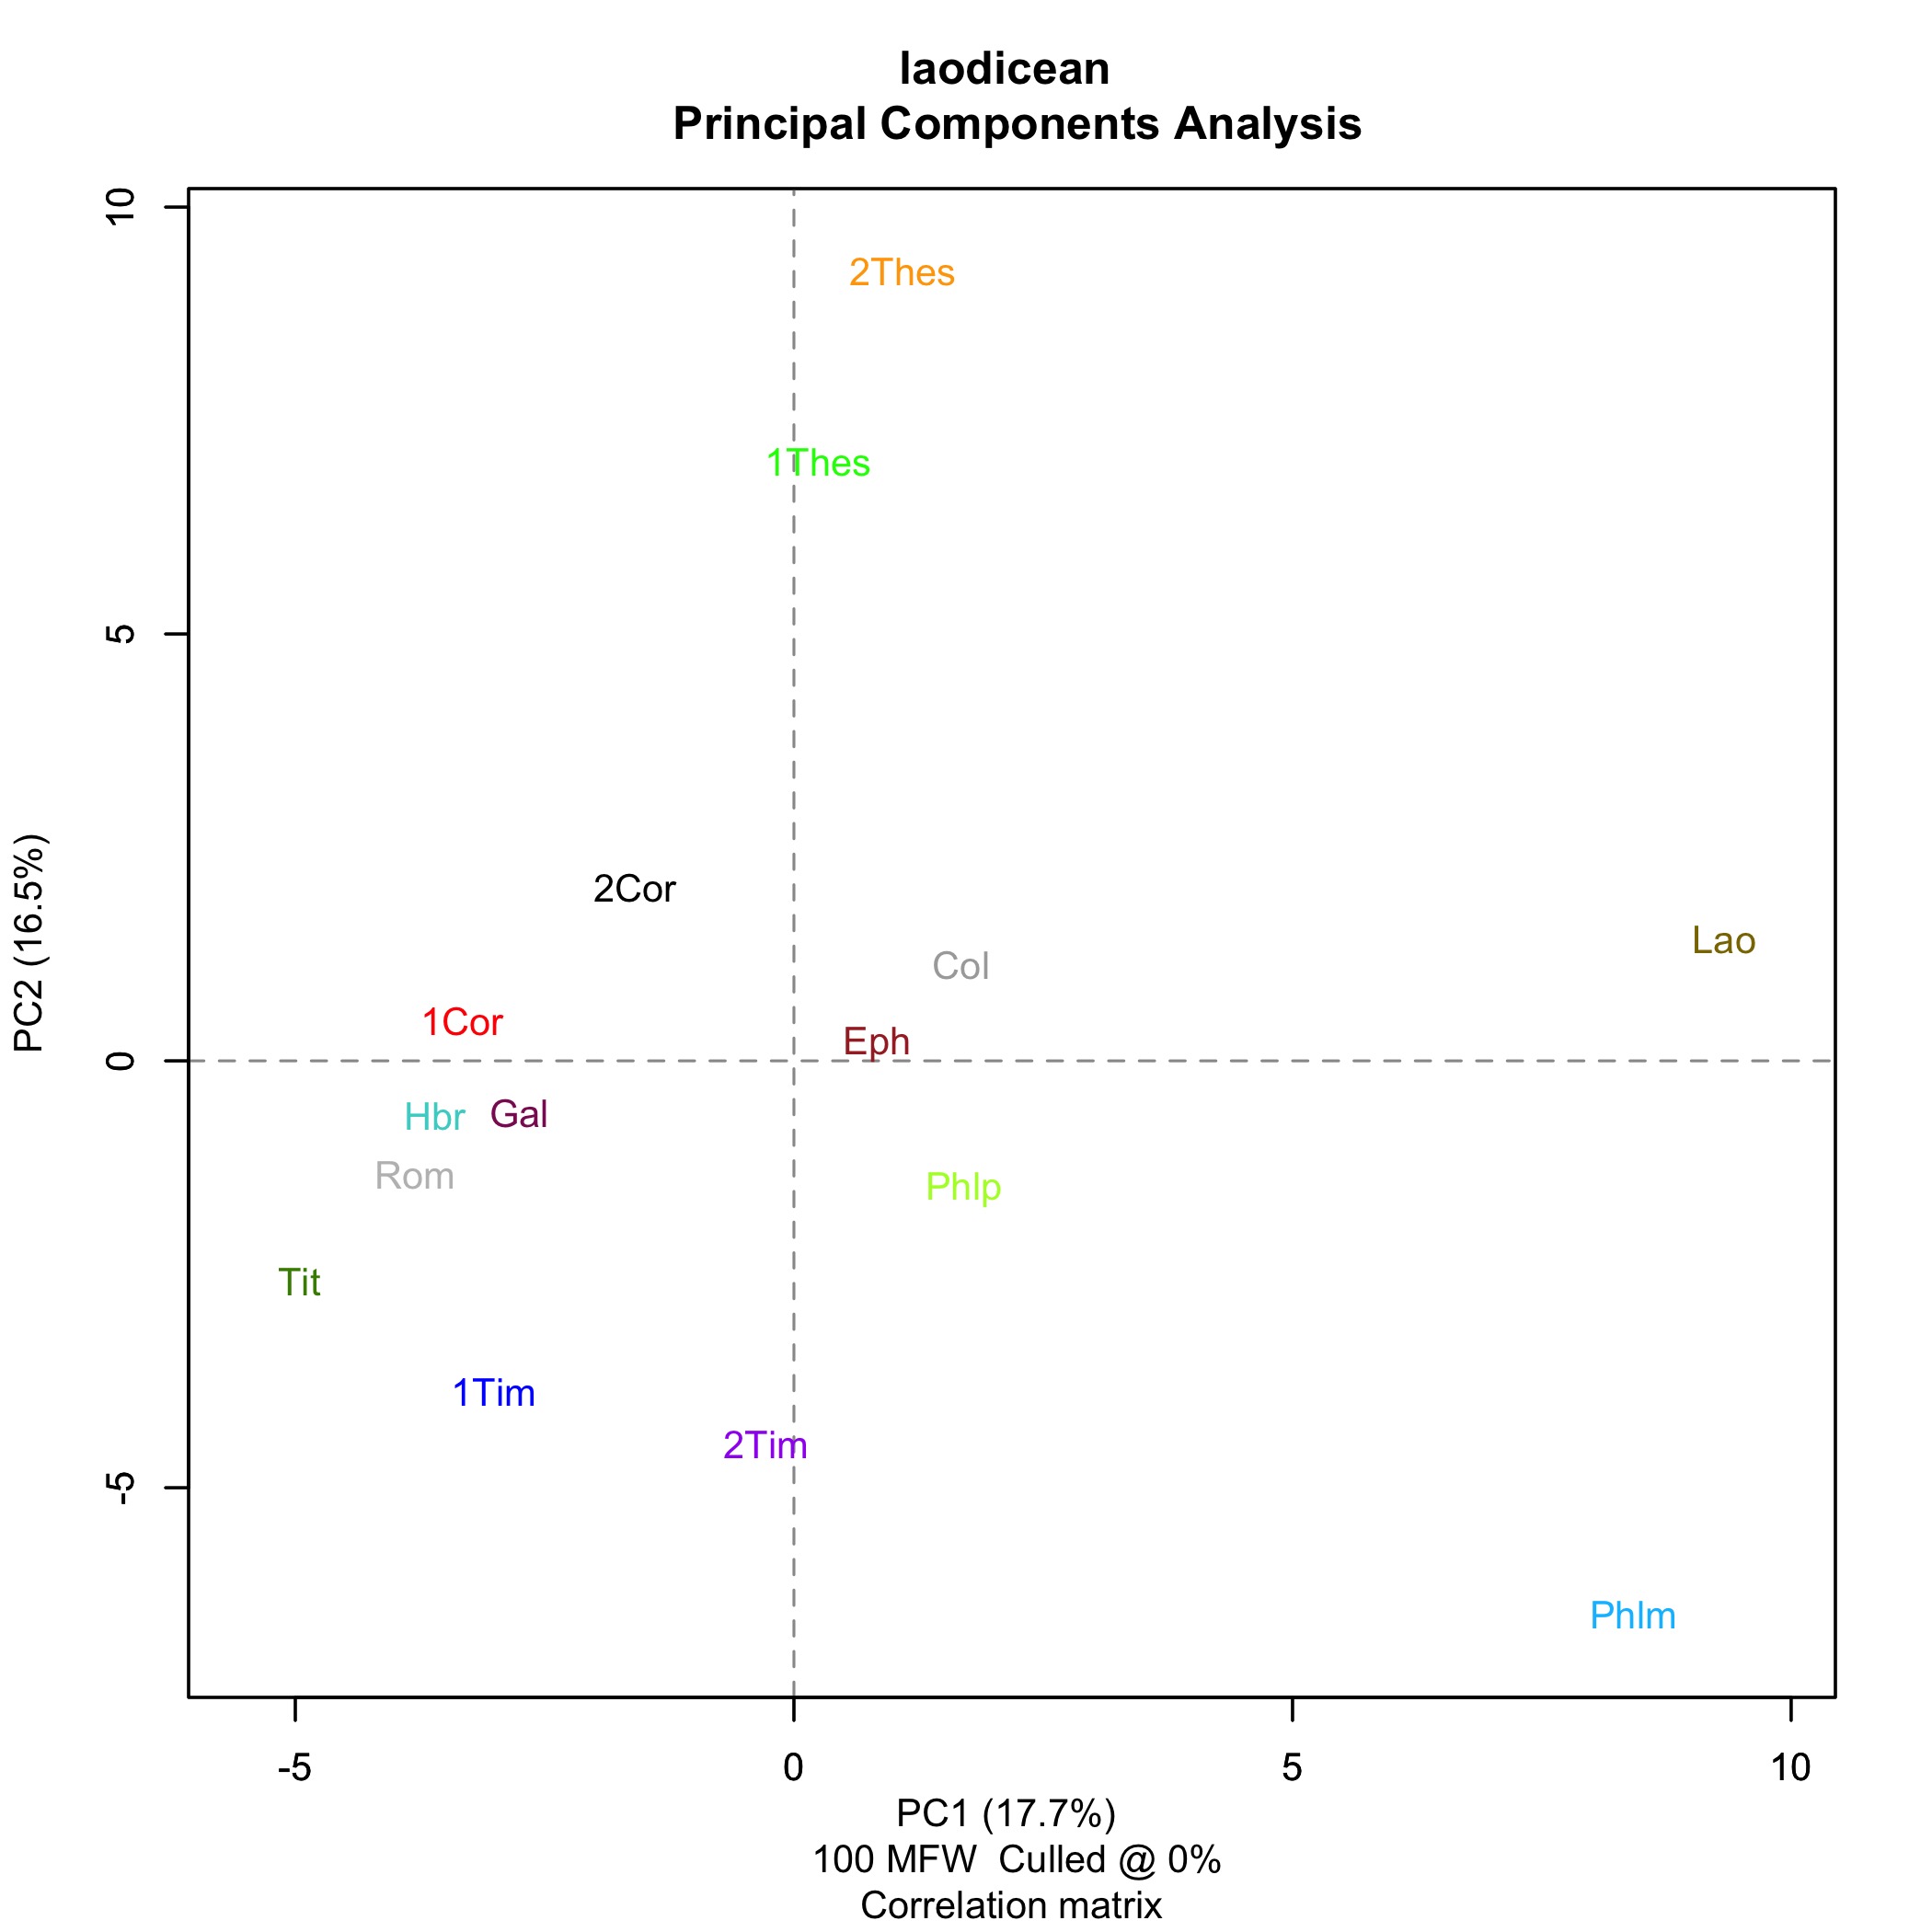 laodicean
Principal Components Analysis
10
2Thes
1Thes
5
PC2 (16.5%)
2Cor
Lao
Col
1Cor
Eph
0
Hbr Gal
Rom
Phlp
Tit
1Tim
2Tim
-5
Phlm
-5 0 5 10
PC1 (17.7%)
100 MFW Culled @ 0%
Correlation matrix